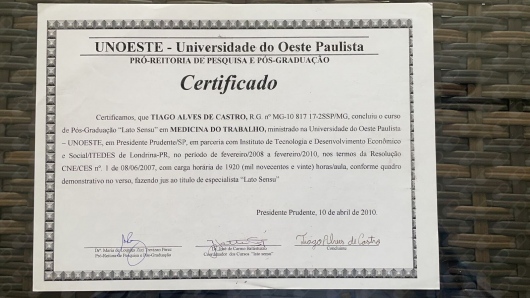 UNOESTE - Universidade do Oeste Paulista
PRÓ-REITORIA DE PESQUISA E PÓS-GRADUAÇÃO
Certificado
Certificamos, que TIAGO ALVES DE CASTRO, R.G. nº MG-10 817 17-2SSP/MG, concluiu o curso
de Pós-Graduação "Lato Sensu" em MEDICINA DO TRABALHO, ministrado na Universidade do Oeste Paulista
– UNOESTE, em Presidente Prudente/SP, em parceria com Instituto de Tecnologia e Desenvolvimento Econômico
e Social/ITEDES de Londrina-PR, no período de fevereiro/2008 a fevereiro/2010, nos termos da Resolução
CNE/CES nº. 1 de 08/06/2007, com carga horária de 1920 (mil novecentos e vinte) horas/aula, conforme quadro
demonstrativo no verso, fazendo jus ao título de especialista "Lato Sensu"
Presidente Prudente, 10 de abril de 2010.
Tiago Alves de Castro
Pró-Reitora de Pesquisa e Pós-Graduação
Coordenador dos Cursos "lato sensu"
Concluinte